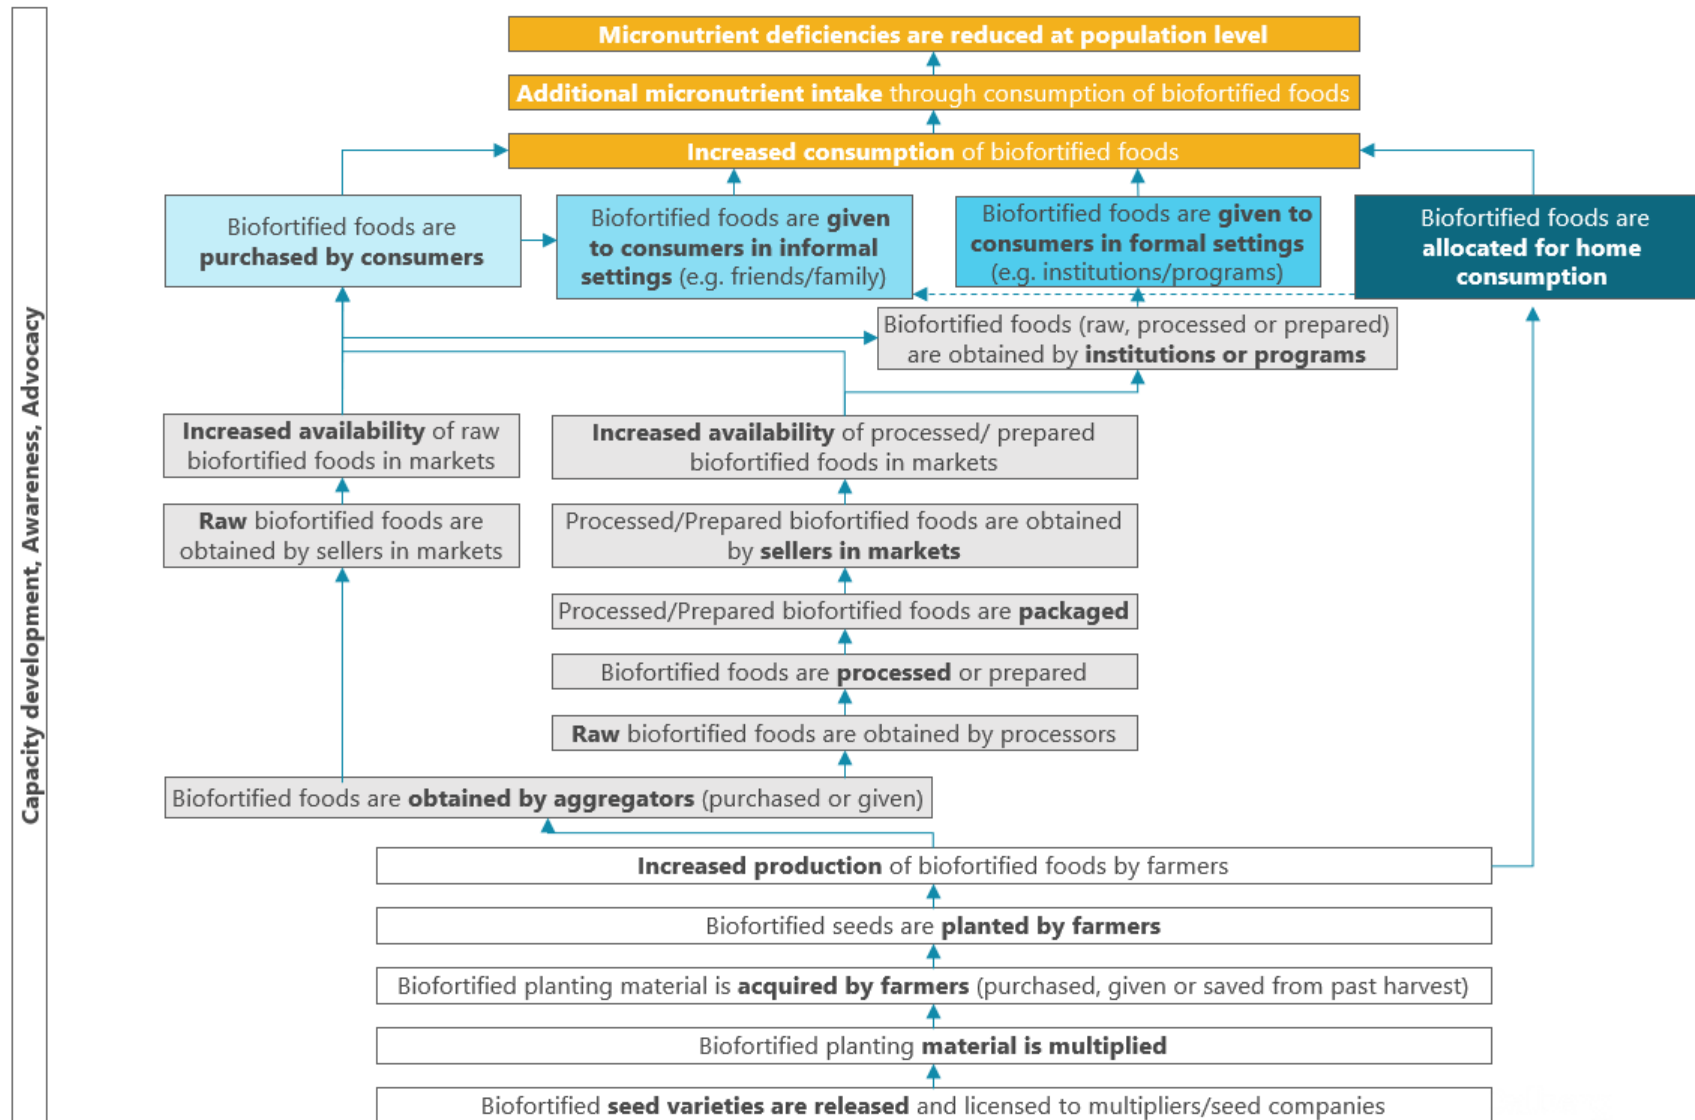 Capacity development, Awareness, Advocacy
Micronutrient deficiencies are reduced at population level
Additional micronutrient intake through consumption of biofortified foods
Increased consumption of biofortified foods
Biofortified foods are
purchased by consumers
Biofortified foods are given
to consumers in informal
settings (e.g. friends/family)
Biofortified foods are given to
consumers in formal settings
(e.g. institutions/programs)
Biofortified foods are
allocated for home
consumption
Biofortified foods (raw, processed or prepared)
are obtained by institutions or programs
Increased availability of raw
biofortified foods in markets
Increased availability of processed/ prepared
biofortified foods in markets
Raw biofortified foods are
obtained by sellers in markets
Processed/Prepared biofortified foods are obtained
by sellers in markets
Processed/Prepared biofortified foods are packaged
Biofortified foods are processed or prepared
Raw biofortified foods are obtained by processors
Biofortified foods are obtained by aggregators (purchased or given)
Increased production of biofortified foods by farmers
Biofortified seeds are planted by farmers
Biofortified planting material is acquired by farmers (purchased, given or saved from past harvest)
Biofortified planting material is multiplied
Biofortified seed varieties are released and licensed to multipliers/seed companies